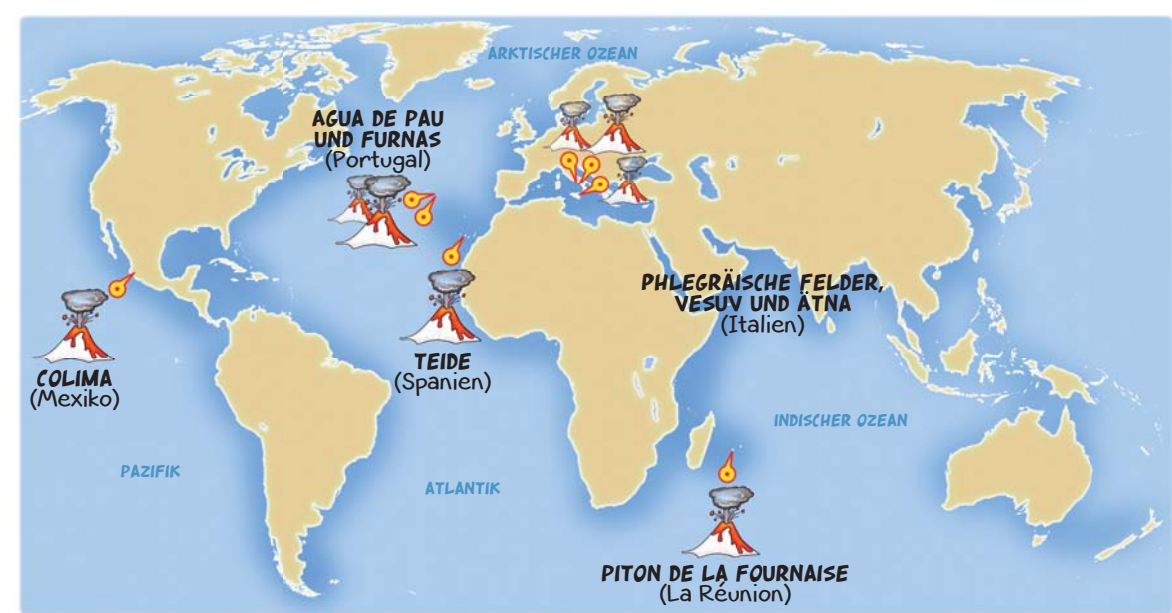 ARKTISCHER OZEAN
AGUA DE PAU
UND FURNAS
(Portugal)
PHLEGRÄISCHE FELDER,
VESUV UND ÄTNA
(Italien)
TEIDE
(Spanien)
COLIMA
(Mexiko)
INDISCHER OZEAN
PAZIFIK
ATLANTIK
PITON DE LA FOURNAISE
(La Réunion)